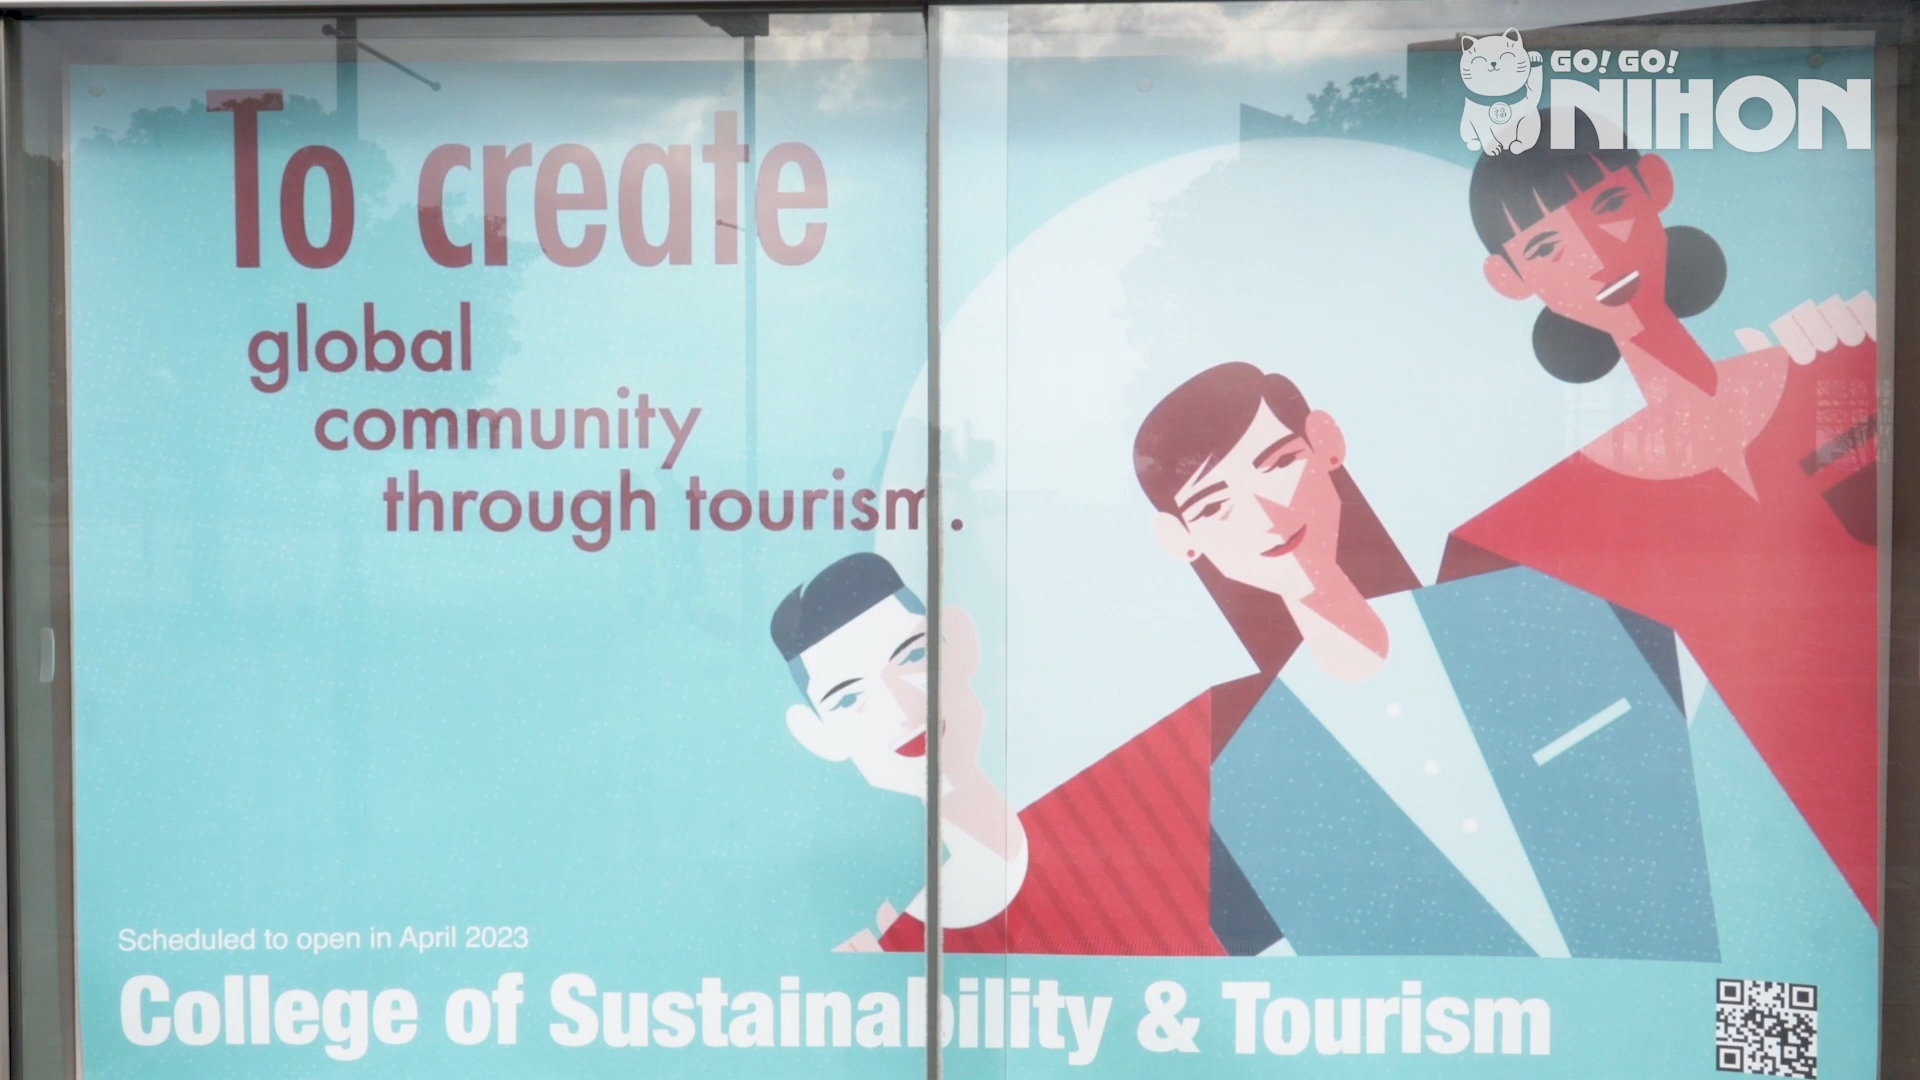 GO! GO!
NIHON
To create
global
community
through tourism.
Scheduled to open in April 2023
College of Sustainability & Tourism
福